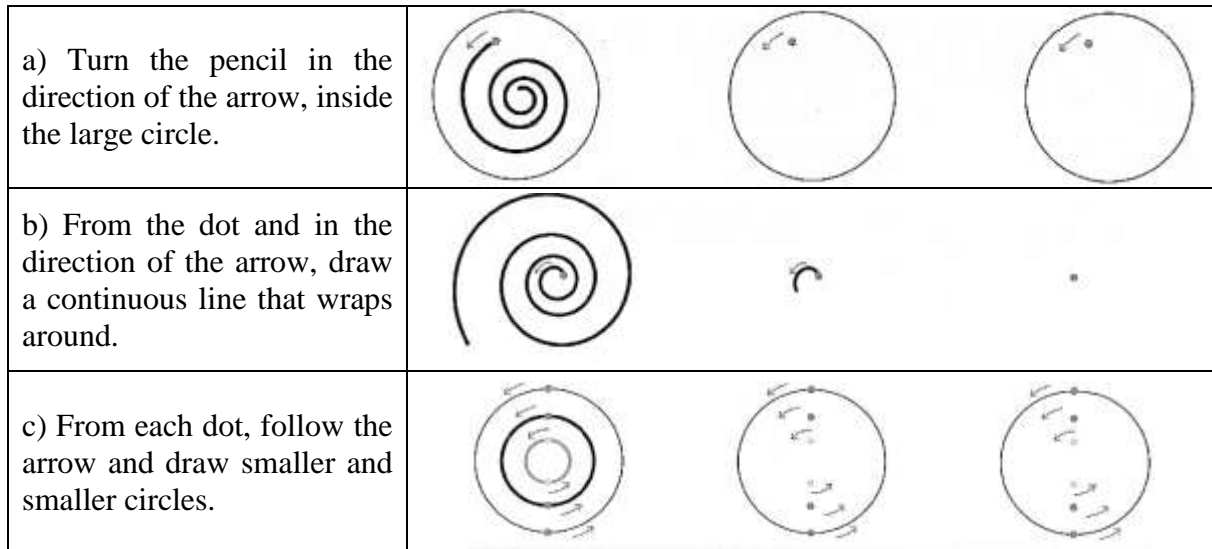 a) Turn the pencil in the
direction of the arrow, inside
the large circle.
b) From the dot and in the
direction of the arrow, draw
a continuous line that wraps
around.
c) From each dot, follow the
arrow and draw smaller and
smaller circles.